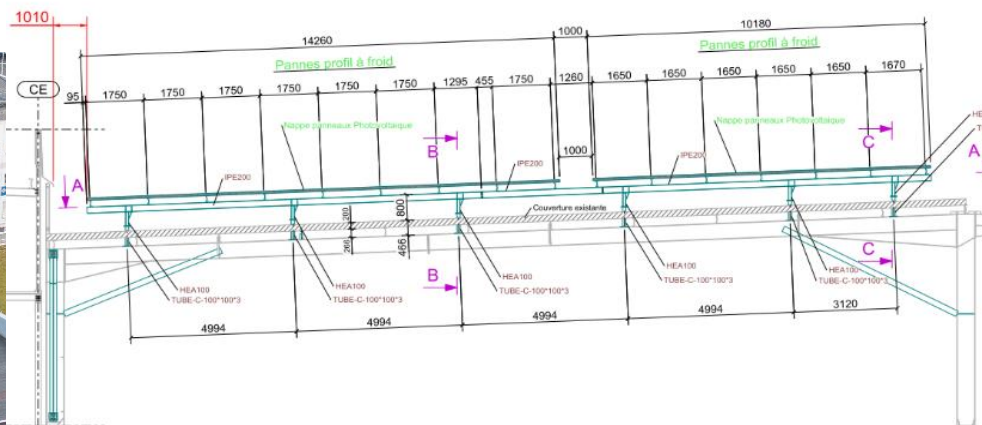 1010
14260
1000
10180
Pannes profil à froid
Pannes profil à froid
CE
95
1750
1750
1750
1750
1750
1750
1295
455
1750
1260
1650
1650
1650
1650
1650
1670
Nappe panneaux Photovoltaique
Nappe panneaux Photovoltaique
B
C
1000
A
A
IPE200
IPE200
IPE200
800
Couverture existante
466
HEA100
TUBE-C-100*100*3
HEA100
TUBE-C-100*100*3
B
HEA100
TUBE-C-100*100*3
HEA100
TUBE-C-100*100*3
HEA100
TUBE-C-100*100*3
C
4994
4994
4994
4994
3120